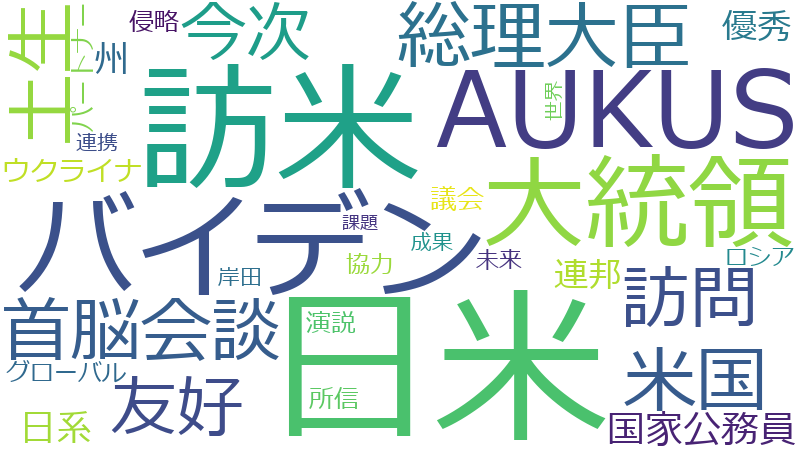 侵略
今次
総理大臣
優秀
壬生
パートナー
州
訪米
AUKUS
世界
連携
ウクライナ
バイデン
課題
議会
大統領
成果
岸田
協力
未来
連邦
ロシア
訪問
首脳会談
日米
演説
グローバル
友好
所信
米国
日系
国家公務員